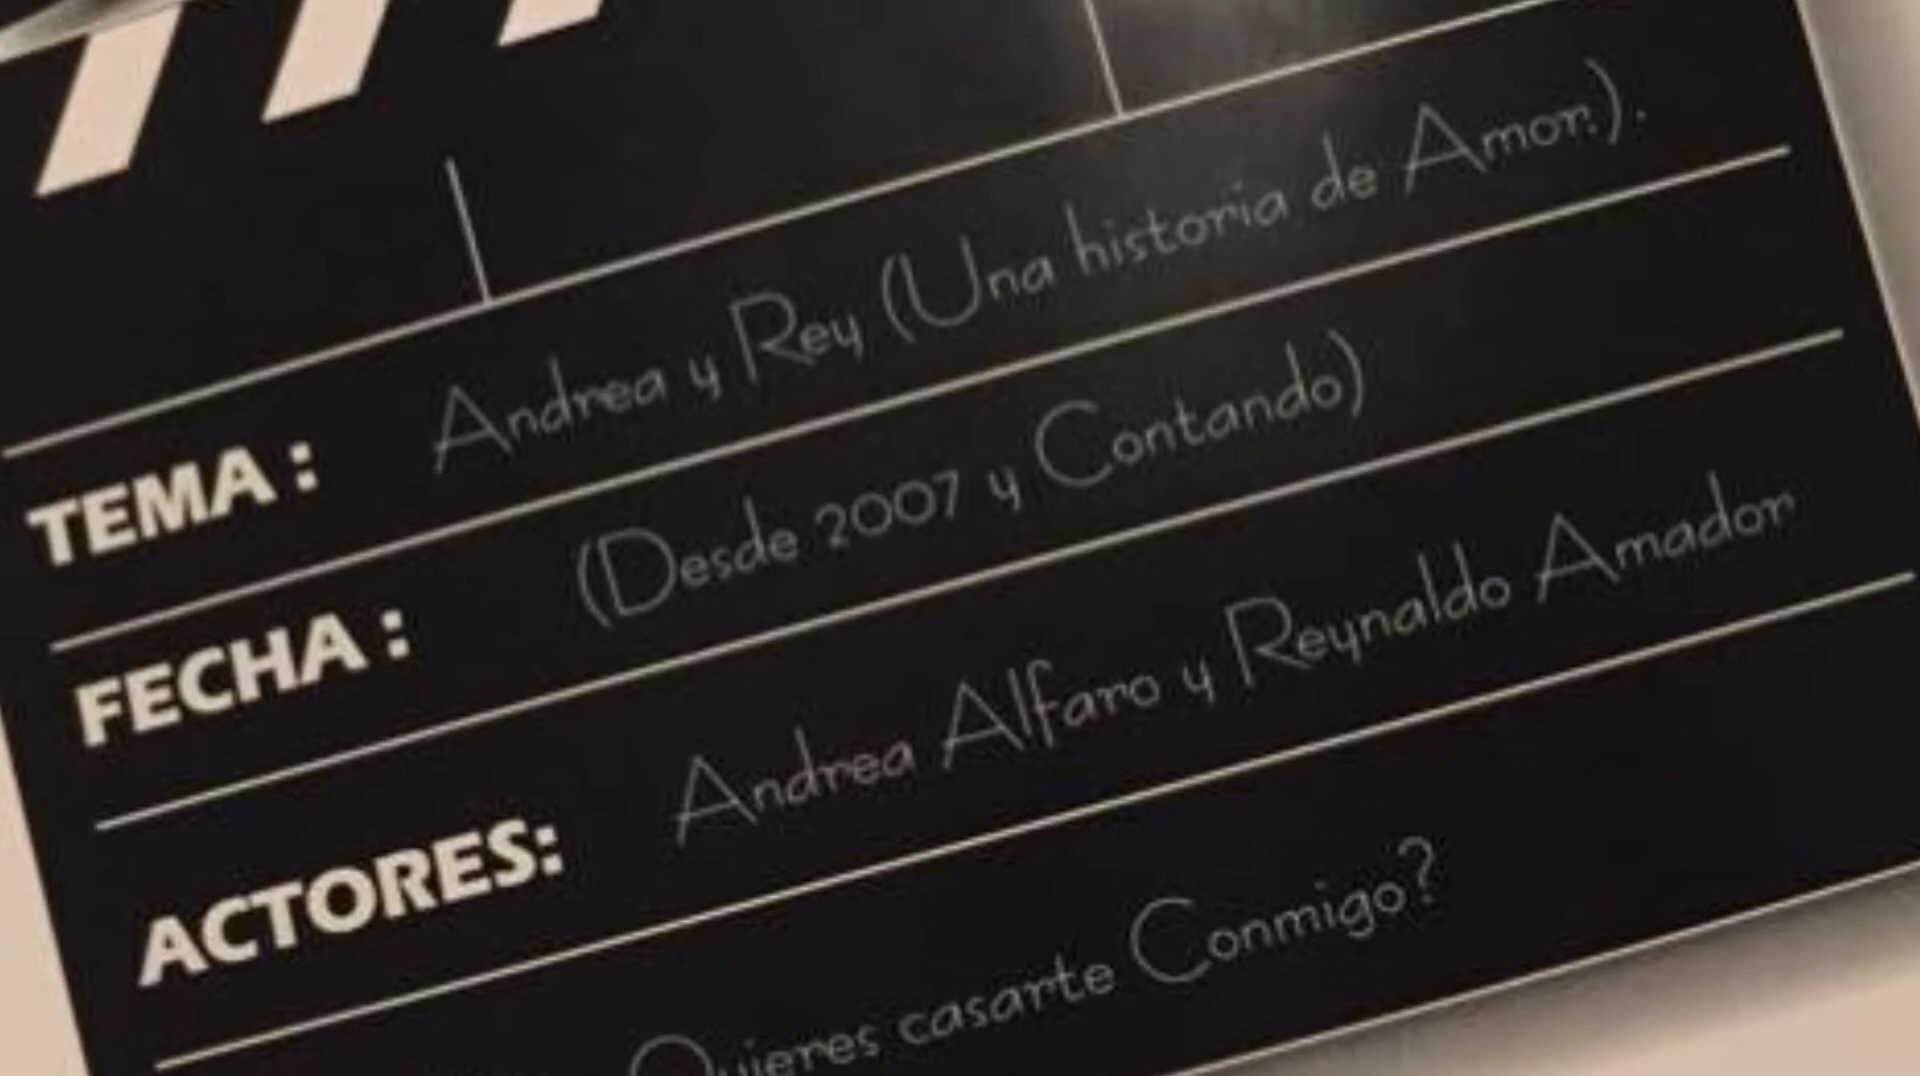 TEMA : Andrea y Rey (Una historia de Amor.).
FECHA : (Desde 2007 y Contando)
ACTORES: Andrea Alfaro y Reynaldo Amador
Quieres casarte Conmigo?